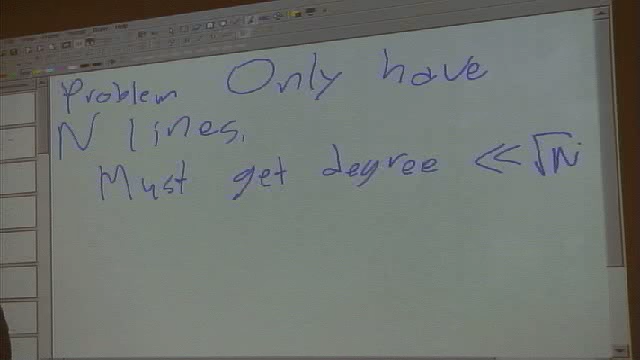 Problem Only have
N lines.
Must get degree << √N